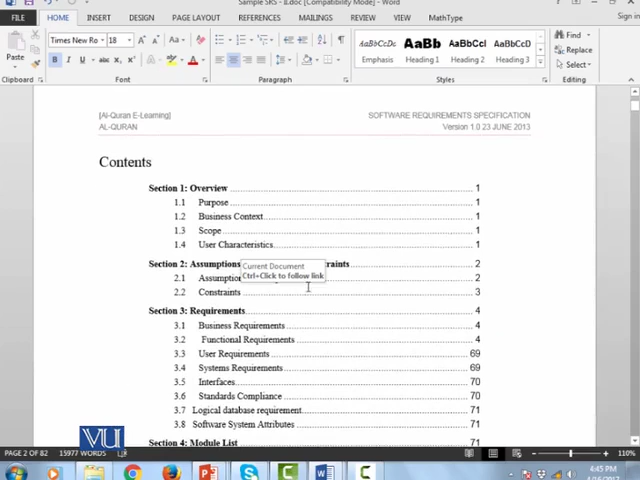 Sample SRS - II.doc [Compatibility Mode] - Word
Sign in
FILE HOME INSERT DESIGN PAGE LAYOUT REFERENCES MAILINGS REVIEW VIEW MathType
Times New Ro 18 Find
Paste Replace
Select
AaBbCcDc AaBb AaBbCcI AaBbCcl
Emphasis Heading 1 Heading 2 Heading 3
Clipboard Font Paragraph Styles Editing
[Al-Quran E-Learning] SOFTWARE REQUIREMENTS SPECIFICATION
AL-QURAN Version 1.0 23 JUNE 2013
Contents
Section 1: Overview 1
1.1 Purpose 1
1.2 Business Context 1
1.3 Scope 1
1.4 User Characteristics 1
Section 2: Assumptions raints 2
Current Document
Ctrl+Click to follow link
2.1 Assumption 2
2.2 Constraints 3
Section 3: Requirements 4
3.1 Business Requirements 4
3.2 Functional Requirements 4
3.3 User Requirements 69
3.4 Systems Requirements 69
3.5 Interfaces 70
3.6 Standards Compliance 70
3.7 Logical database requirement 71
3.8 Software System Attributes 71
Section 4: Module List 71
VU
PAGE 2 OF 82 15977 WORDS 110%
4:45 PM